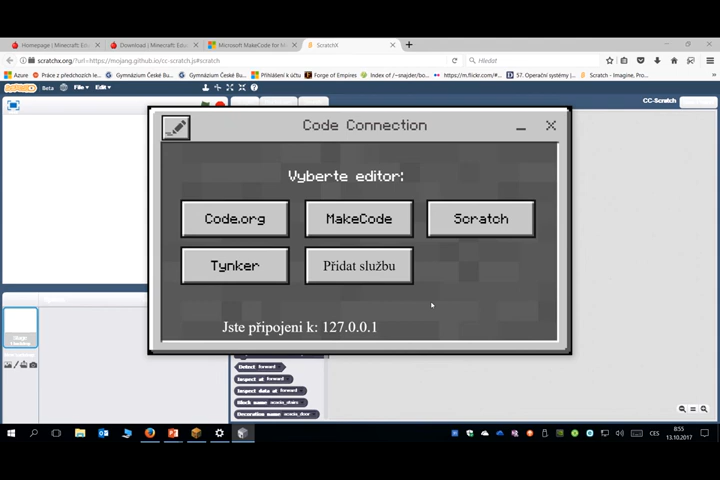 Homepage | Minecraft: Edu...
Download | Minecraft: Edu...
Microsoft MakeCode for M...
ScratchX
scratchx.org/?url=https://mojang.github.io/cc-scratch.js#scratch
Hledat
Azure
Práce z předchozích le...
Gymnázium České Bu...
Gymnázium České Bu...
Přihlášení k účtu
Forge of Empires
Index of /~snajder/bo...
https://m.flickr.com/#...
57. Operační systémy |...
Scratch - Imagine, Pro...
Beta
File
Edit
CC-Scratch
Code Connection
Vyberte editor:
Code.org
MakeCode
Scratch
Tynker
Přidat službu
Jste připojeni k: 127.0.0.1
Stage
Detect forward
Inspect at forward
Inspect data at forward
Block name acacia_stairs
Decoration name acacia_door
CES
8:55
13.10.2017